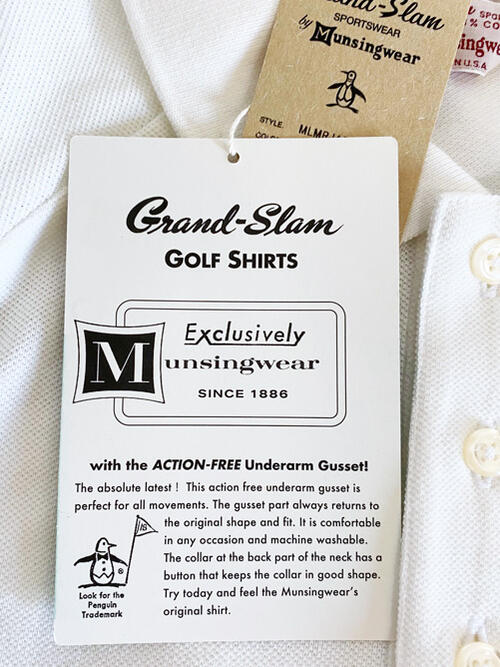 Grand-Slam
SPORTSWEAR
by Munsingwear
STYLE
Grand-Slam
GOLF SHIRTS
Exclusively
Munsingwear
SINCE 1886
with the ACTION-FREE Underarm Gusset!
The absolute latest ! This action free underarm gusset is
perfect for all movements. The gusset part always returns to
the original shape and fit. It is comfortable
in any occasion and machine washable.
The collar at the back part of the neck has a
button that keeps the collar in good shape.
Try today and feel the Munsingwear's
original shirt.
18
Look for the
Penguin
Trademark